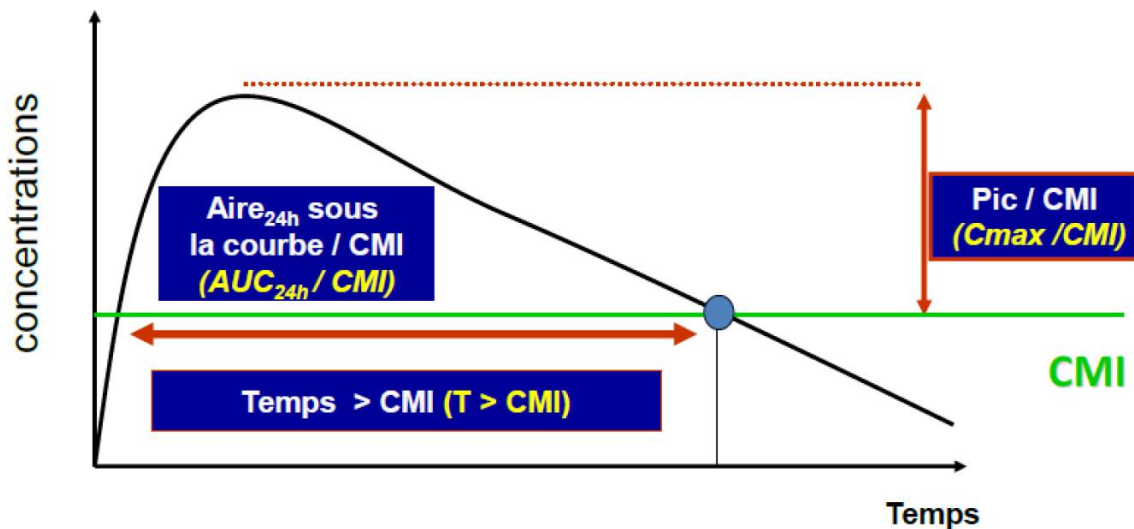 concentrations
Aire24h sous
la courbe / CMI
(AUC24h / CMI)
Pic / CMI
(Cmax /CMI)
CMI
Temps > CMI (T > CMI)
Temps